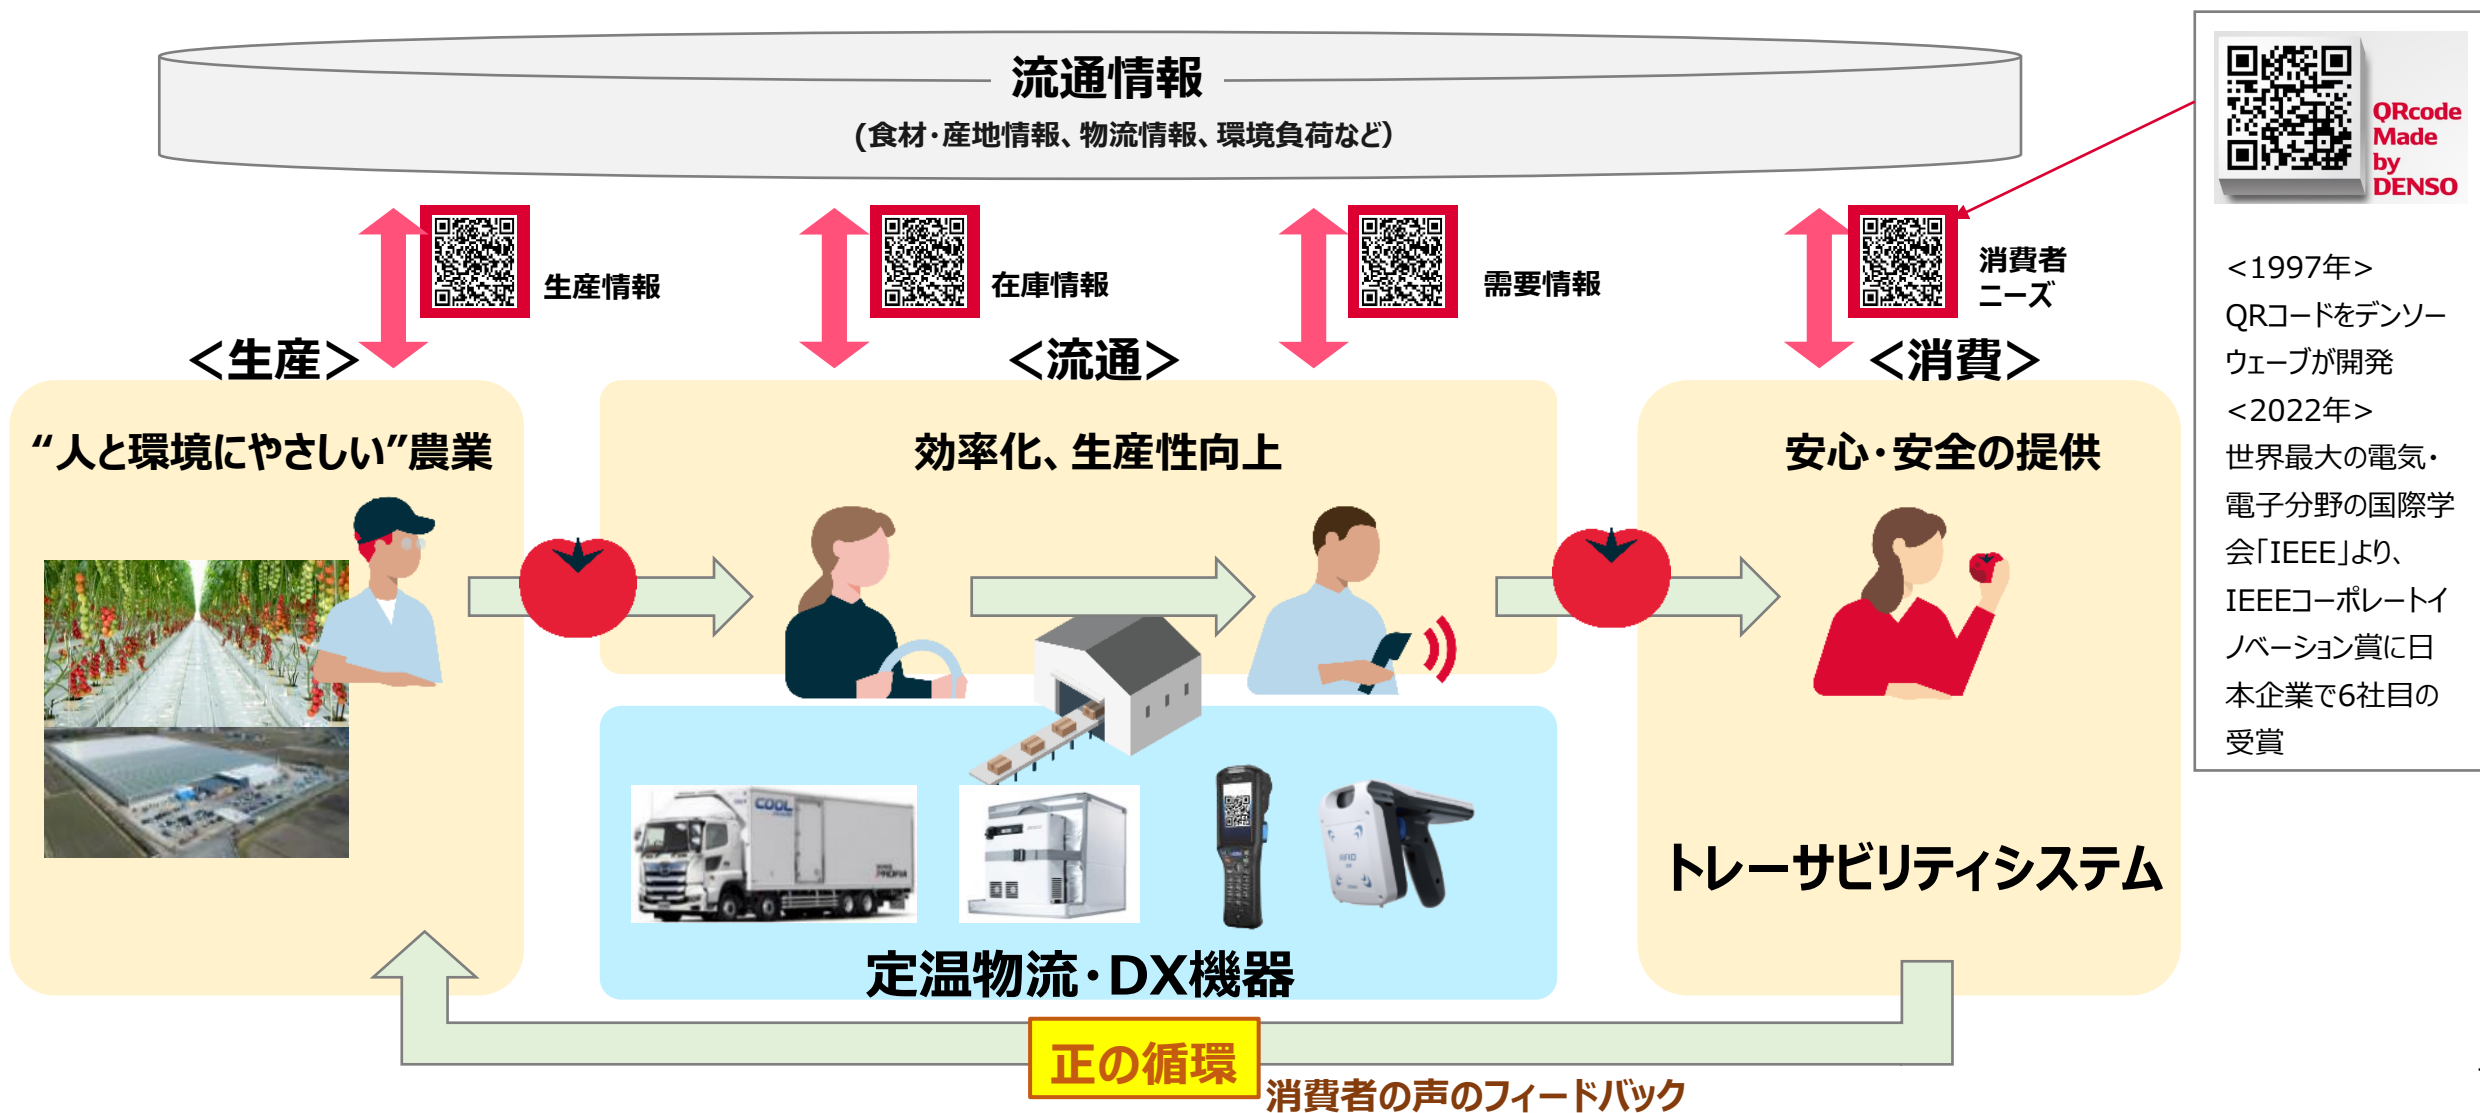 流通情報
(食材・産地情報、物流情報、環境負荷など)
QRcode
Made
by
DENSO
生産情報
在庫情報
需要情報
消費者
ニーズ
＜生産＞
＜流通＞
＜消費＞
“人と環境にやさしい”農業
効率化、生産性向上
安心・安全の提供
COOL
PROFIA
RFID
定温物流・DX機器
トレーサビリティシステム
正の循環
消費者の声のフィードバック
<1997年>
QRコードをデンソー
ウェーブが開発
<2022年>
世界最大の電気・
電子分野の国際学
会「IEEE」より、
IEEEコーポレートイ
ノベーション賞に日
本企業で6社目の
受賞